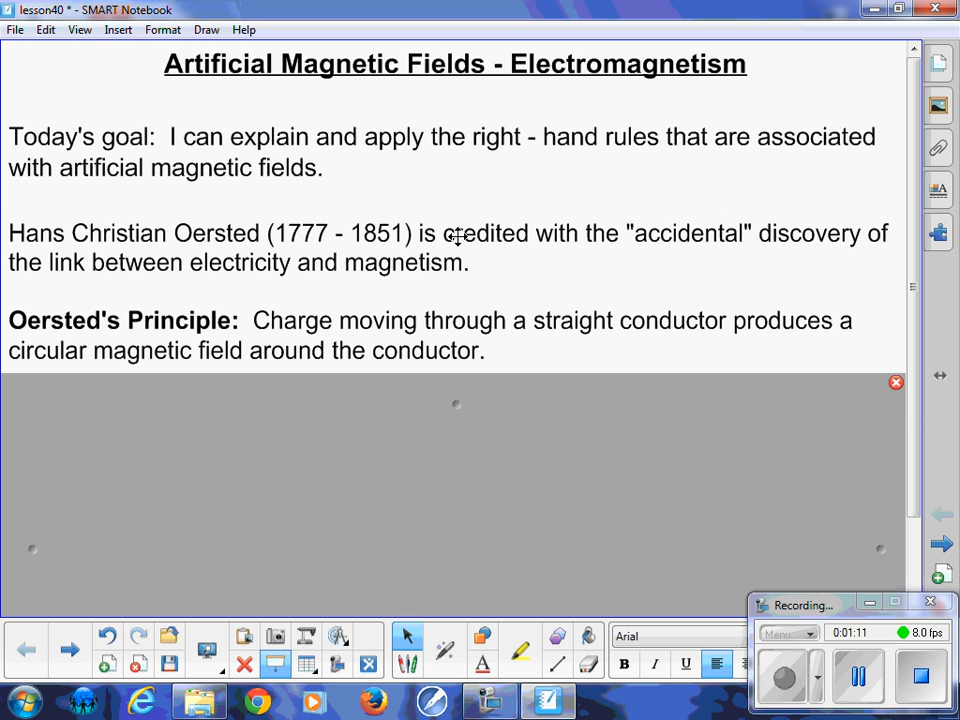 lesson40 * - SMART Notebook
File Edit View Insert Format Draw Help
Artificial Magnetic Fields - Electromagnetism
Today's goal:  I can explain and apply the right - hand rules that are associated
with artificial magnetic fields.
Hans Christian Oersted (1777 - 1851) is credited with the "accidental" discovery of
the link between electricity and magnetism.
Oersted's Principle:  Charge moving through a straight conductor produces a
circular magnetic field around the conductor.
Recording...
Menu 0:01:11 8.0 fps
Arial
B I U